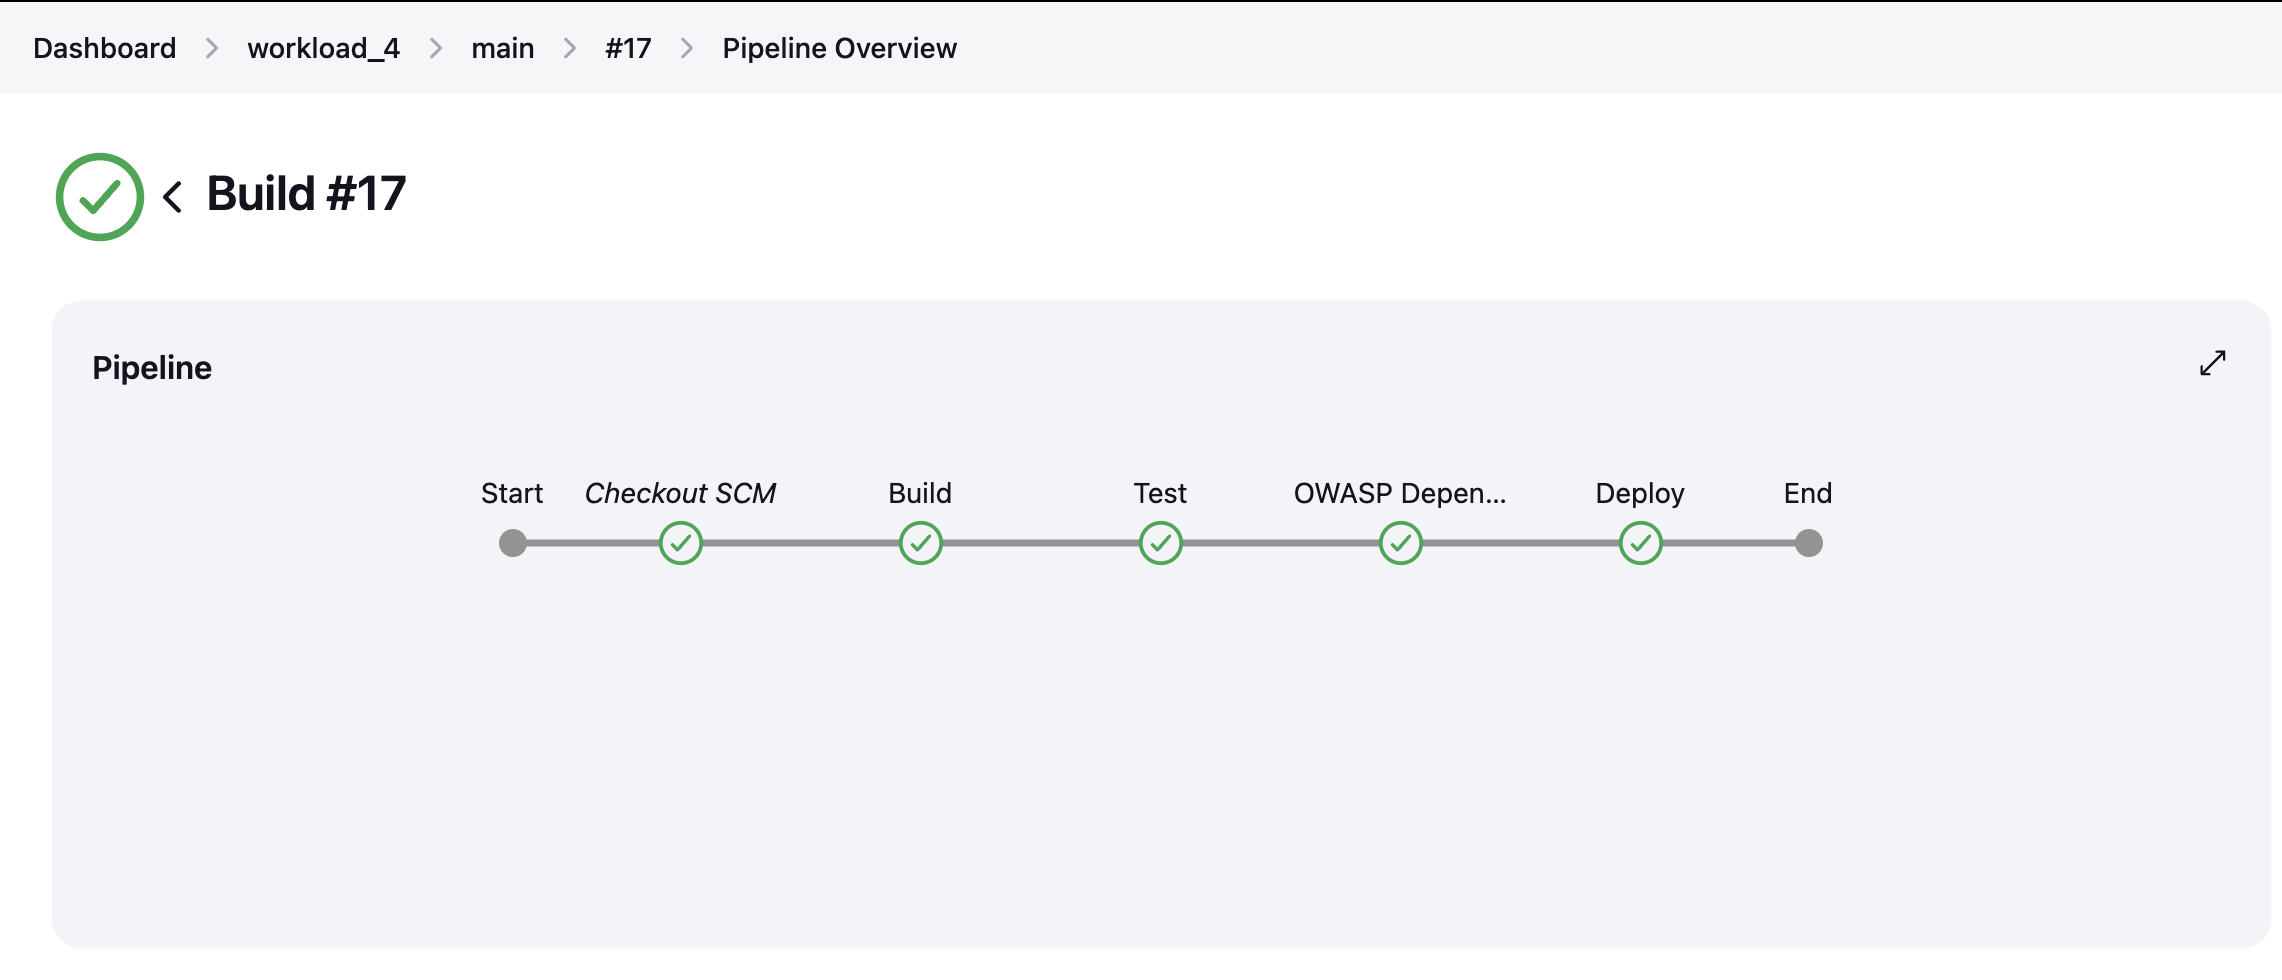 Dashboard > workload_4 > main > #17 > Pipeline Overview
Build #17
Pipeline
Start Checkout SCM Build Test OWASP Depen... Deploy End